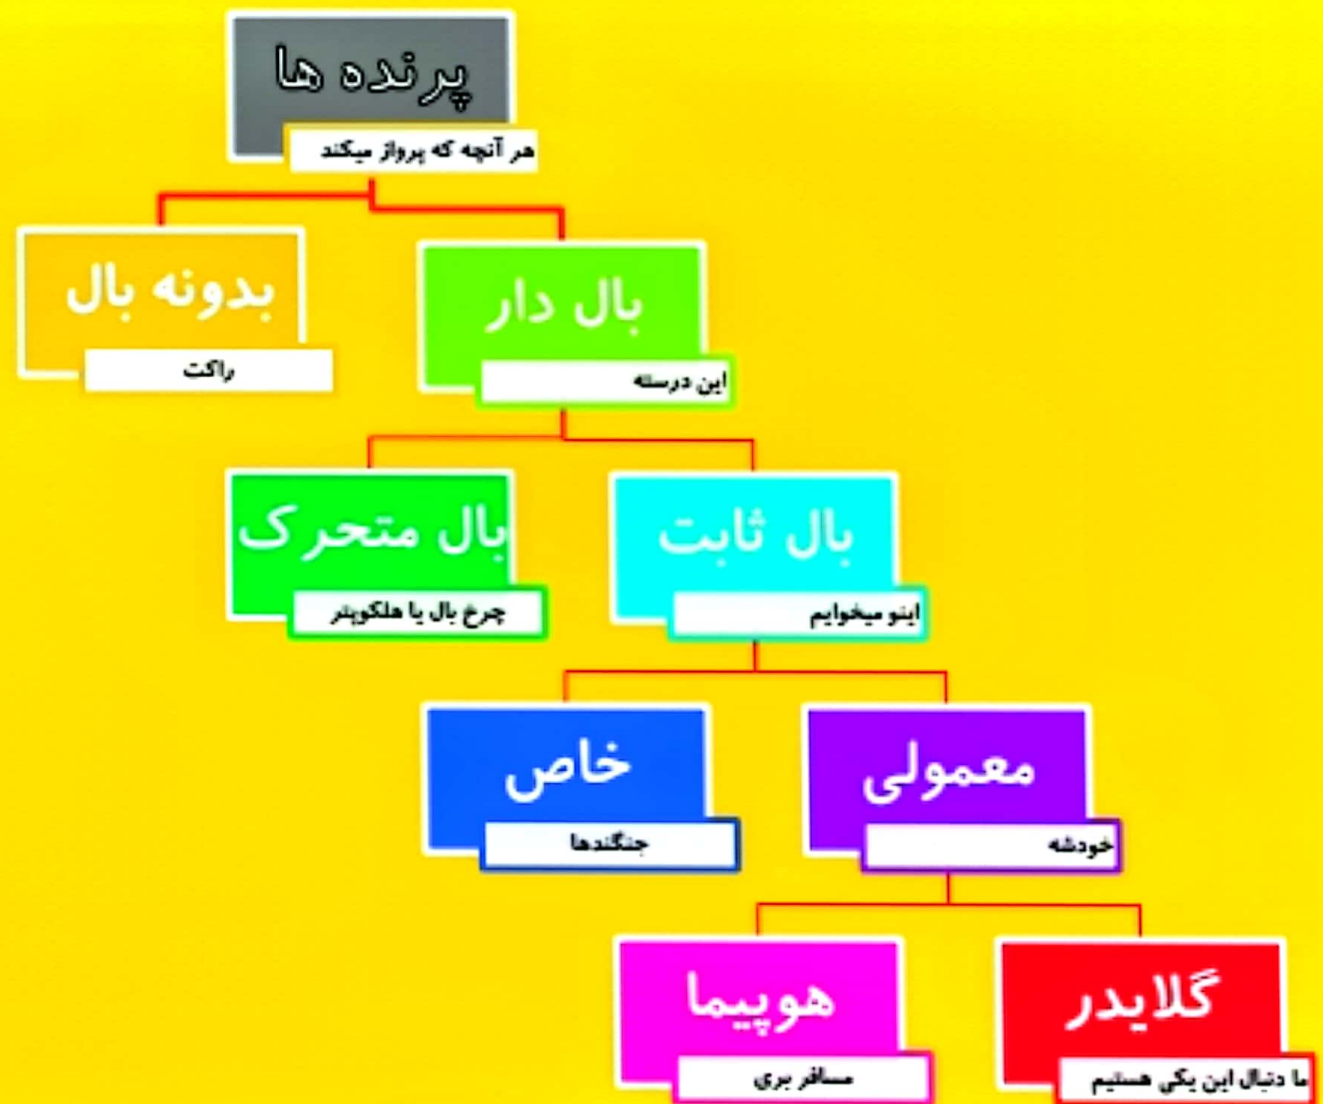 پرنده ها
هر آنچه که پرواز میکند
بال دار
این درسته
بدونه بال
راکت
بال ثابت
اینو میخوایم
بال متحرک
چرخ بال یا هلکوپتر
معمولی
خودشه
خاص
جنگندها
گلایدر
ما دنبال این یکی هستیم
هوپیما
مسافر بری